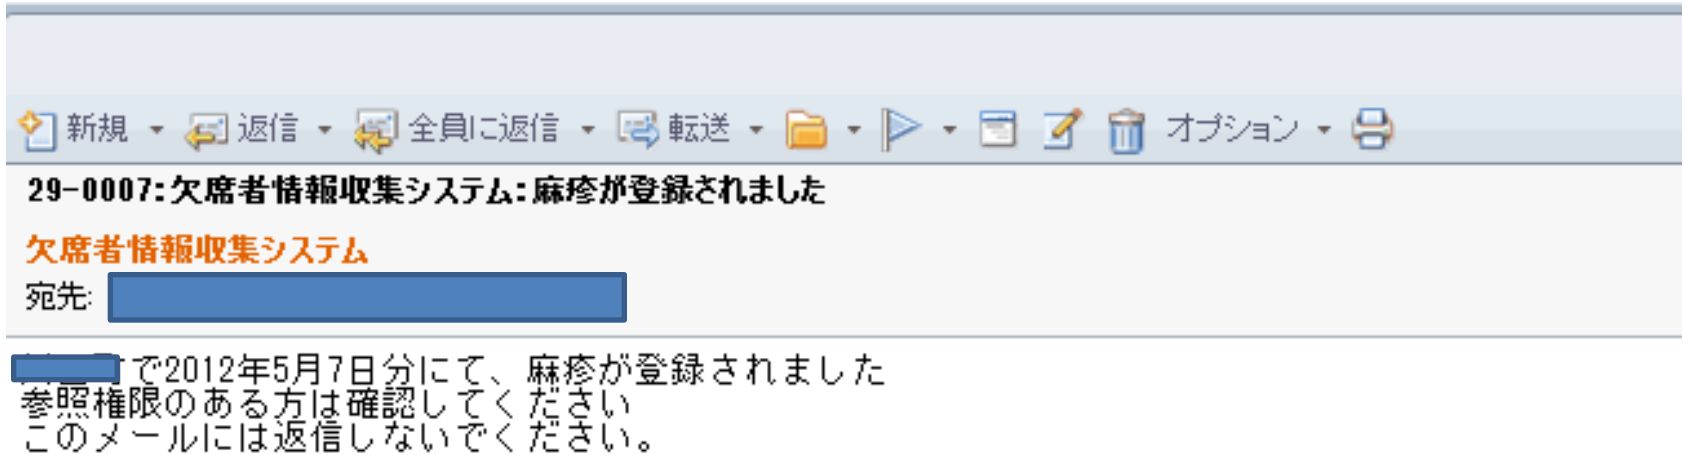 新規 返信 全員に返信 転送 オプション
29-0007:欠席者情報収集システム:麻疹が登録されました
欠席者情報収集システム
宛先:
で2012年5月7日分にて、麻疹が登録されました
参照権限のある方は確認してください
このメールには返信しないでください。